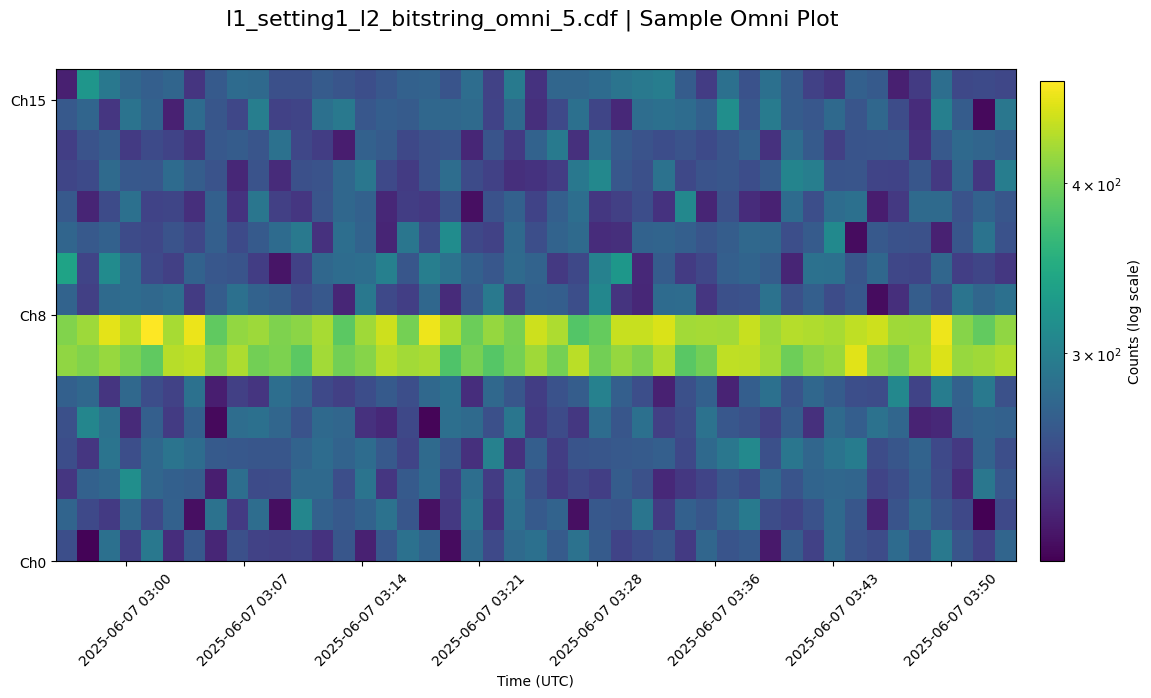 l1_setting1_l2_bitstring_omni_5.cdf | Sample Omni Plot
Ch15
Ch8
Ch0
4 × 10²
3 × 10²
Counts (log scale)
2025-06-07 03:00
2025-06-07 03:07
2025-06-07 03:14
2025-06-07 03:21
2025-06-07 03:28
2025-06-07 03:36
2025-06-07 03:43
2025-06-07 03:50
Time (UTC)